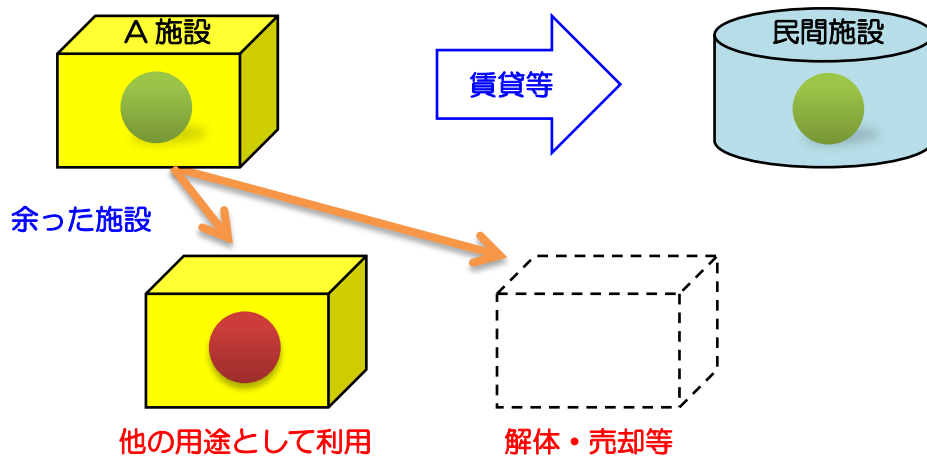 A施設
賃貸等
民間施設
余った施設
他の用途として利用
解体・売却等